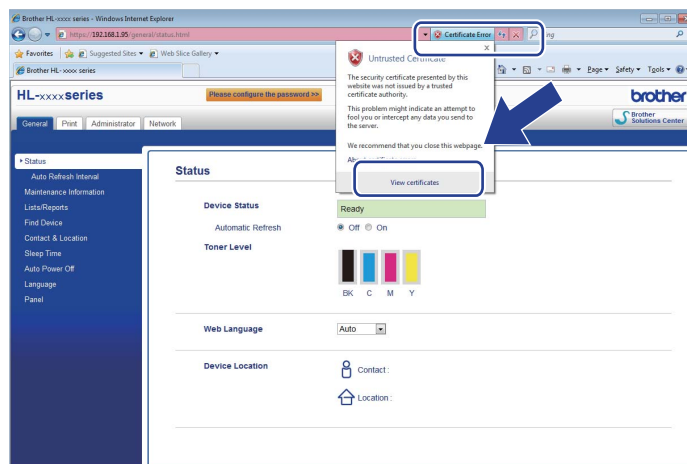 Brother HL-xxxx series - Windows Internet Explorer
https://192.168.1.95/general/status.html
Certificate Error
Favorites
Suggested Sites
Web Slice Gallery
Brother HL-xxxx series
Page
Safety
Tools
HL-xxxxseries
Please configure the password >>
brother
General
Print
Administrator
Network
Brother
Solutions Center
Untrusted Certificate
The security certificate presented by this
website was not issued by a trusted
certificate authority.
This problem might indicate an attempt to
fool you or intercept any data you send to
the server.
We recommend that you close this webpage.
View certificates
Status
Auto Refresh Interval
Maintenance Information
Lists/Reports
Find Device
Contact & Location
Sleep Time
Auto Power Off
Language
Panel
Status
Device Status
Ready
Automatic Refresh
Off
On
Toner Level
BK C M Y
Web Language
Auto
Device Location
Contact :
Location :